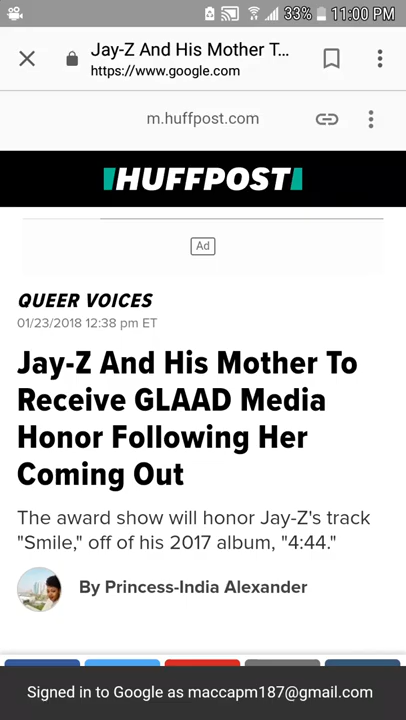 33% 11:00 PM
Jay-Z And His Mother T...
https://www.google.com
m.huffpost.com
HUFFPOST
Ad
QUEER VOICES
01/23/2018 12:38 pm ET
Jay-Z And His Mother To
Receive GLAAD Media
Honor Following Her
Coming Out
The award show will honor Jay-Z's track
"Smile," off of his 2017 album, "4:44."
By Princess-India Alexander
Signed in to Google as maccapm187@gmail.com